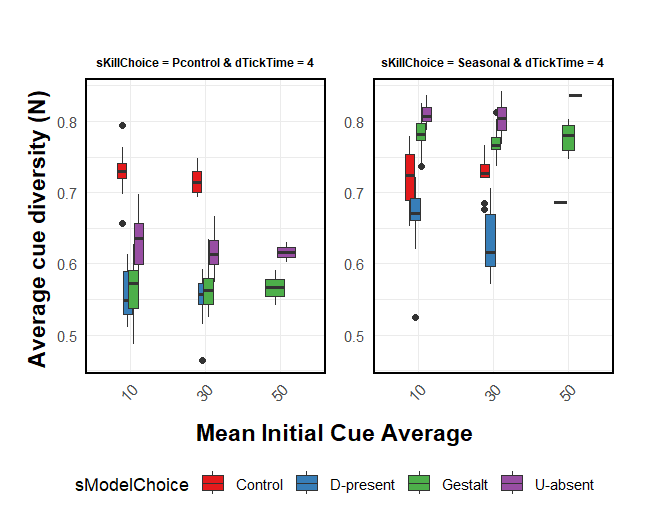 sKillChoice = Pcontrol & dTickTime = 4
sKillChoice = Seasonal & dTickTime = 4
Average cue diversity (N)
0.8
0.7
0.6
0.5
0.8
0.7
0.6
0.5
10
30
50
10
30
50
Mean Initial Cue Average
sModelChoice
Control
D-present
Gestalt
U-absent